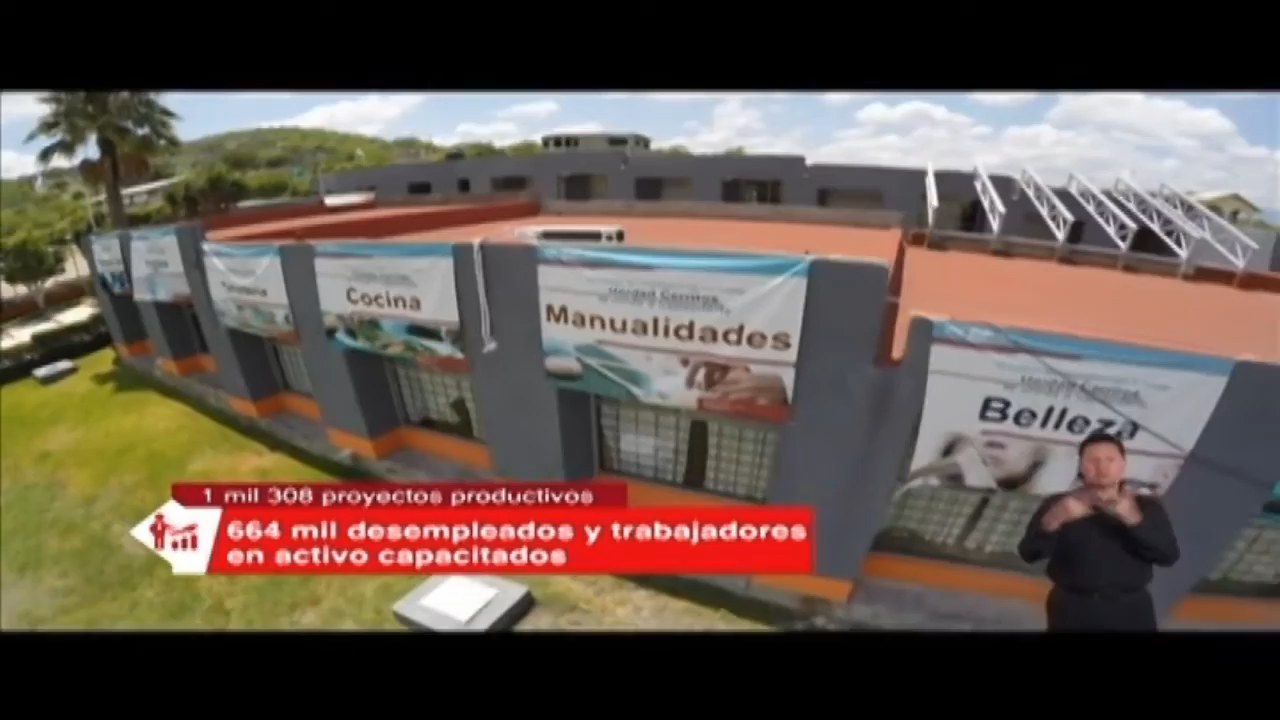 Cocina
Manualidades
Belleza
1 mil 308 proyectos productivos
664 mil desempleados y trabajadores
en activo capacitados